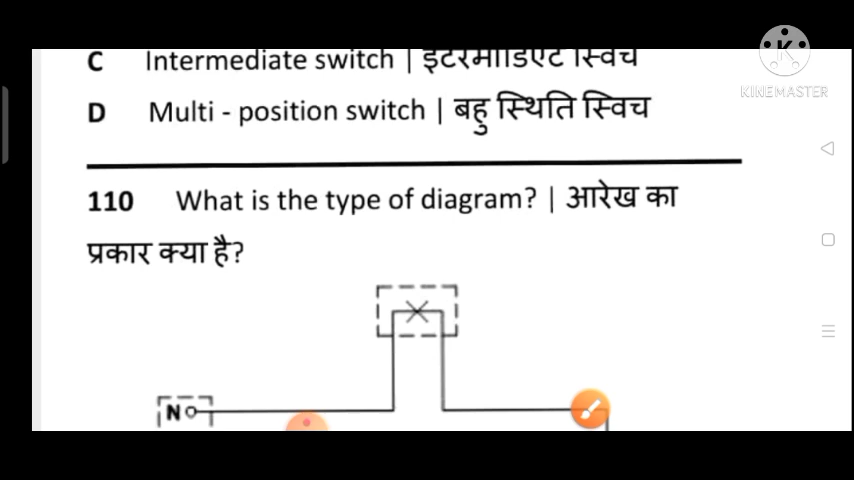 C Intermediate switch | इंटरमीडिएट स्विच
D Multi - position switch | बहु स्थिति स्विच
KINEMASTER
110 What is the type of diagram? | आरेख का
प्रकार क्या है?
N